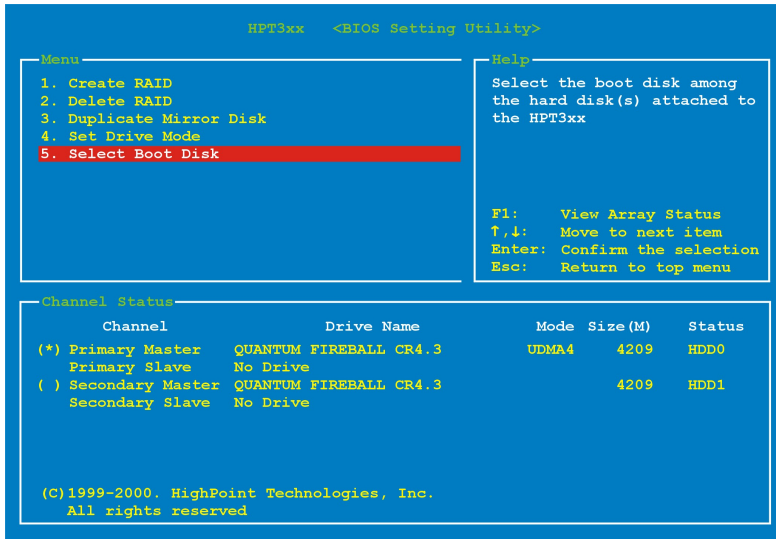 HPT3xx <BIOS Setting Utility>
Menu
1. Create RAID
2. Delete RAID
3. Duplicate Mirror Disk
4. Set Drive Mode
5. Select Boot Disk
Help
Select the boot disk among
the hard disk(s) attached to
the HPT3xx
F1: View Array Status
↑,↓: Move to next item
Enter: Confirm the selection
Esc: Return to top menu
Channel Status
Channel Drive Name Mode Size(M) Status
(*) Primary Master QUANTUM FIREBALL CR4.3 UDMA4 4209 HDD0
Primary Slave No Drive
( ) Secondary Master QUANTUM FIREBALL CR4.3 4209 HDD1
Secondary Slave No Drive
(C)1999-2000. HighPoint Technologies, Inc.
All rights reserved